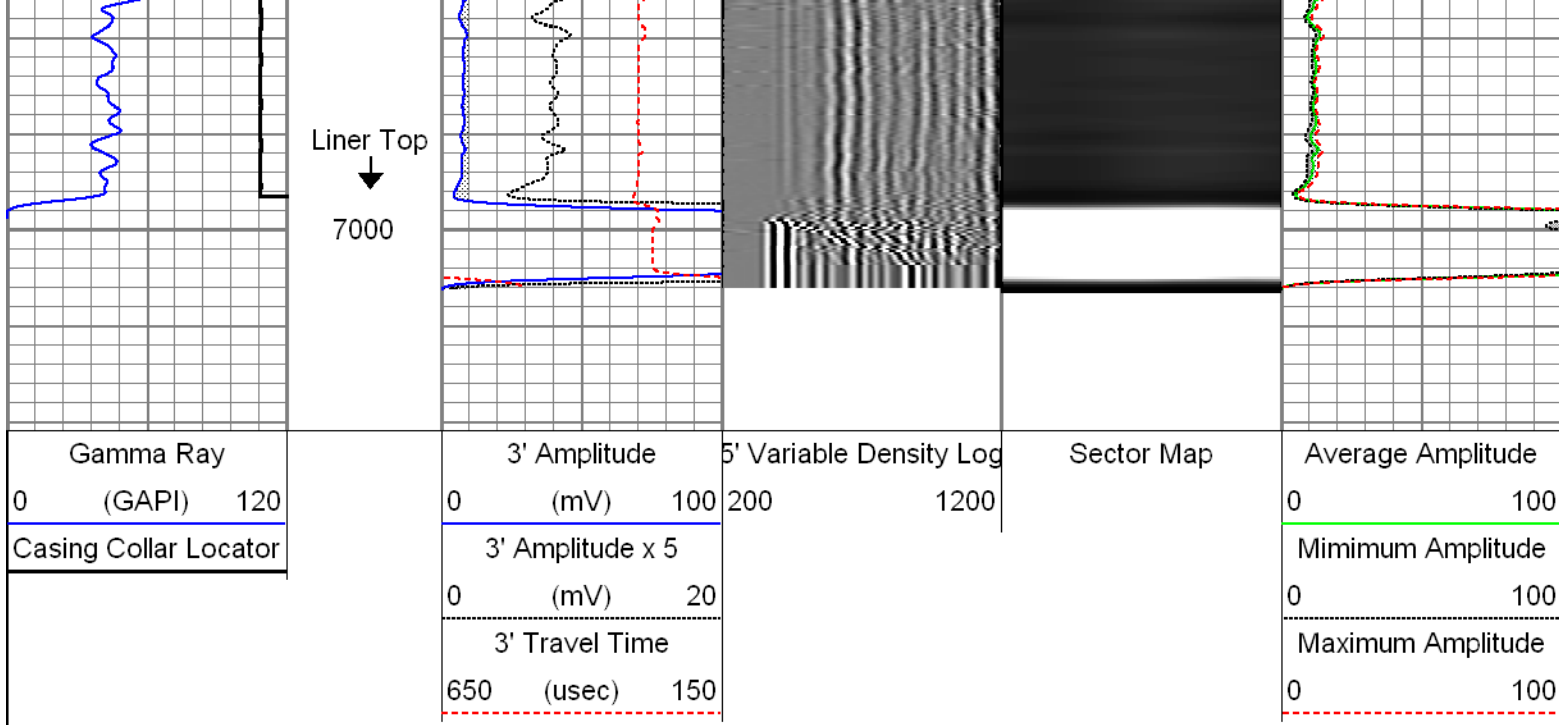 Liner Top
7000
Gamma Ray
0 (GAPI) 120
Casing Collar Locator
3' Amplitude
0 (mV) 100
3' Amplitude x 5
0 (mV) 20
3' Travel Time
650 (usec) 150
5' Variable Density Log
200 1200
Sector Map
Average Amplitude
0 100
Mimimum Amplitude
0 100
Maximum Amplitude
0 100